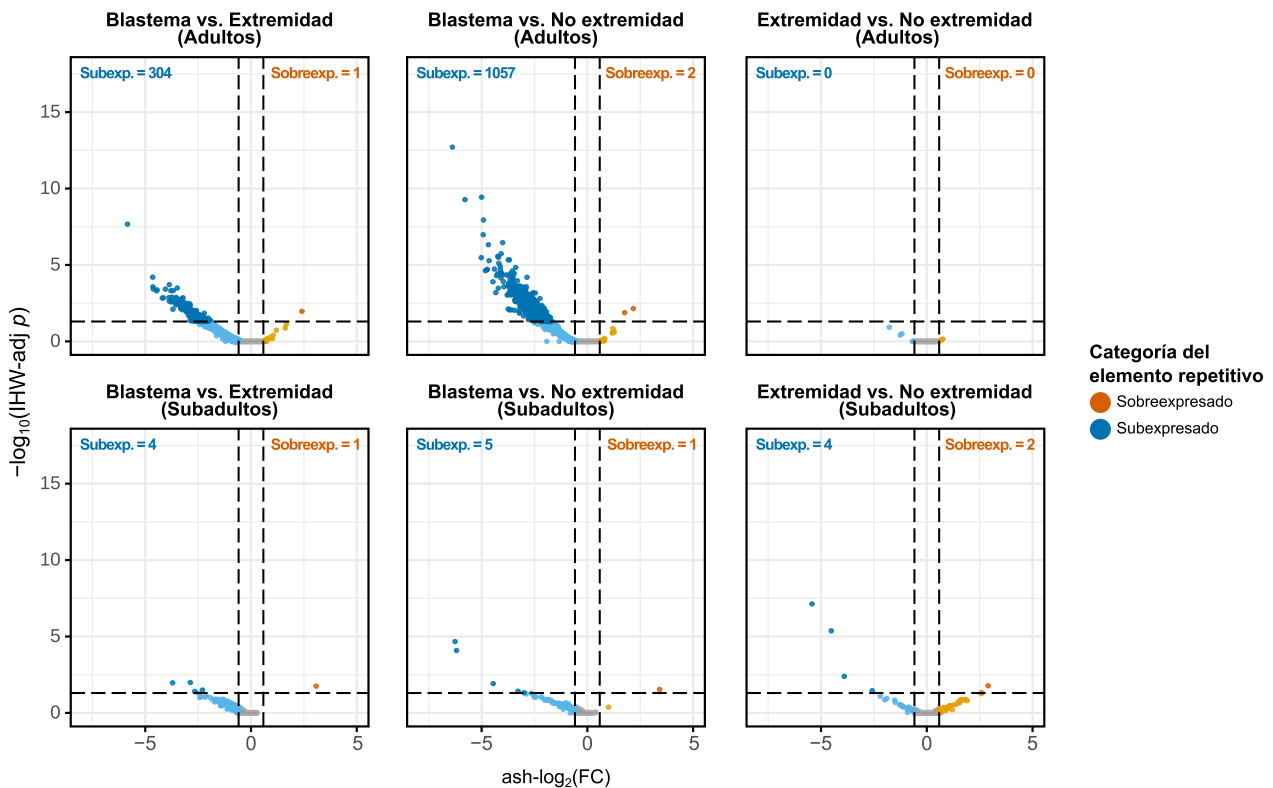 Blastema vs. Extremidad
(Adultos)
Blastema vs. No extremidad
(Adultos)
Extremidad vs. No extremidad
(Adultos)
Subexp. = 304
Sobreexp. = 1
Subexp. = 1057
Sobreexp. = 2
Subexp. = 0
Sobreexp. = 0
15
10
5
0
Blastema vs. Extremidad
(Subadultos)
Blastema vs. No extremidad
(Subadultos)
Extremidad vs. No extremidad
(Subadultos)
Subexp. = 4
Sobreexp. = 1
Subexp. = 5
Sobreexp. = 1
Subexp. = 4
Sobreexp. = 2
15
10
5
0
−5 0 5
−5 0 5
−5 0 5
−log10(IHW-adj p)
ash-log2(FC)
Categoría del
elemento repetitivo
Sobreexpresado
Subexpresado